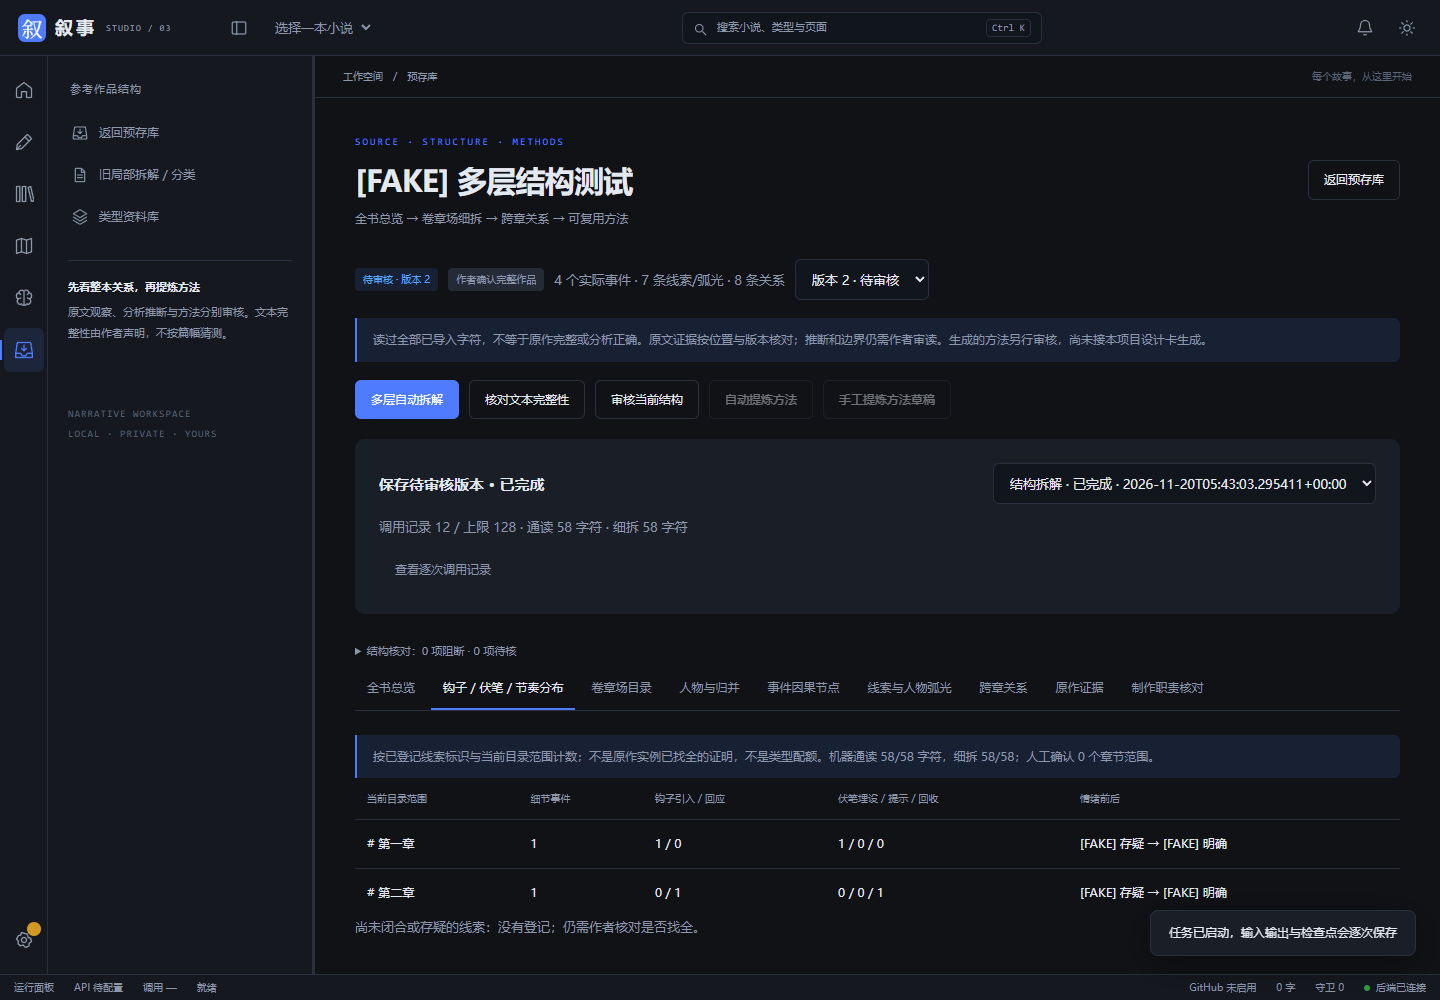 叙 叙事 STUDIO / 03
选择一本小说
搜索小说、类型与页面 Ctrl K
参考作品结构
返回预存库
旧局部拆解 / 分类
类型资料库
先看整本关系，再提炼方法
原文观察、分析推断与方法分别审核。文本完
整性由作者声明，不按篇幅猜测。
NARRATIVE WORKSPACE
LOCAL · PRIVATE · YOURS
工作空间 / 预存库
每个故事，从这里开始
SOURCE · STRUCTURE · METHODS
[FAKE] 多层结构测试
返回预存库
全书总览 → 卷章场细拆 → 跨章关系 → 可复用方法
待审核 · 版本 2 作者确认完整作品 4 个实际事件 · 7 条线索/弧光 · 8 条关系 版本 2 · 待审核
读过全部已导入字符，不等于原作完整或分析正确。原文证据按位置与版本核对；推断和边界仍需作者审读。生成的方法另行审核，尚未接本项目设计卡生成。
多层自动拆解 核对文本完整性 审核当前结构 自动提炼方法 手工提炼方法草稿
保存待审核版本 • 已完成
结构拆解 · 已完成 · 2026-11-20T05:43:03.295411+00:00
调用记录 12 / 上限 128 · 通读 58 字符 · 细拆 58 字符
查看逐次调用记录
结构核对：0 项阻断 · 0 项待核
全书总览 钩子 / 伏笔 / 节奏分布 卷章场目录 人物与归并 事件因果节点 线索与人物弧光 跨章关系 原作证据 制作职责核对
按已登记线索标识与当前目录范围计数；不是原作实例已找全的证明，不是类型配额。机器通读 58/58 字符，细拆 58/58；人工确认 0 个章节范围。
当前目录范围 细节事件 钩子引入 / 回应 伏笔埋设 / 提示 / 回收 情绪前后
# 第一章 1 1 / 0 1 / 0 / 0 [FAKE] 存疑 → [FAKE] 明确
# 第二章 1 0 / 1 0 / 0 / 1 [FAKE] 存疑 → [FAKE] 明确
尚未闭合或存疑的线索：没有登记；仍需作者核对是否找全。
任务已启动，输入输出与检查点会逐次保存
运行面板 API 待配置 调用 — 就绪
GitHub 未启用 0 字 守卫 0 后端已连接